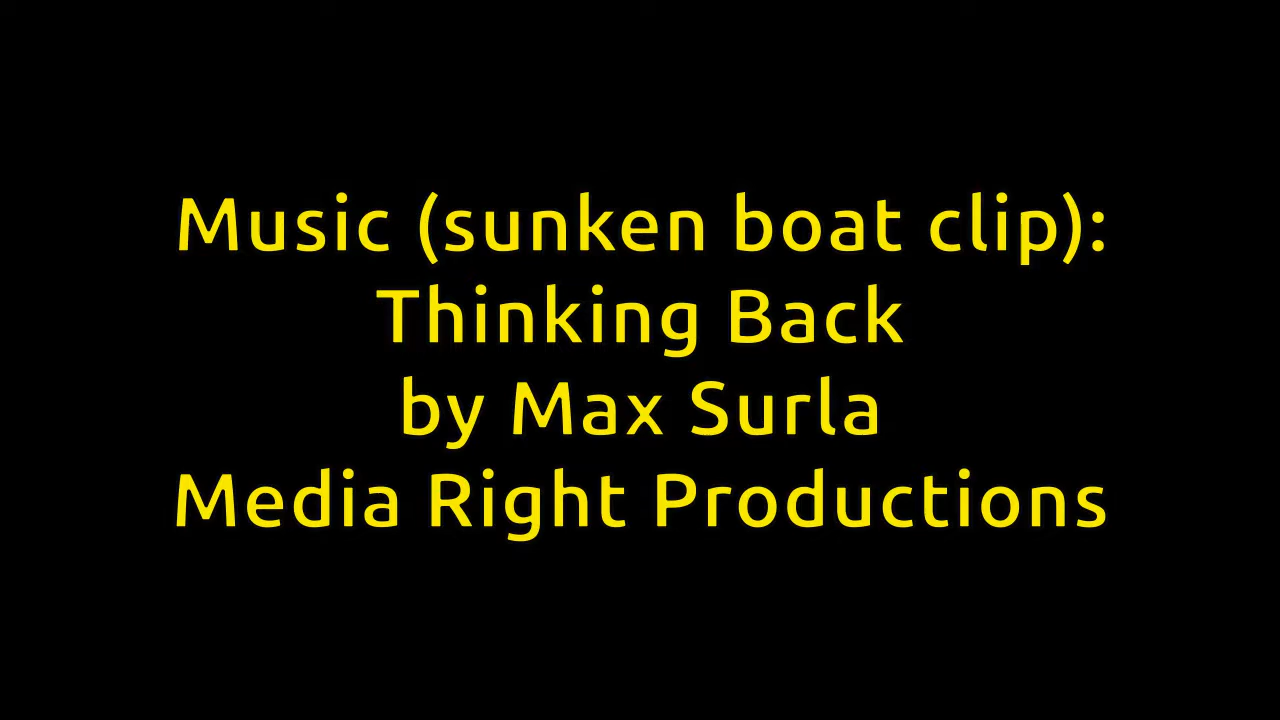 Music (sunken boat clip):
Thinking Back
by Max Surla
Media Right Productions